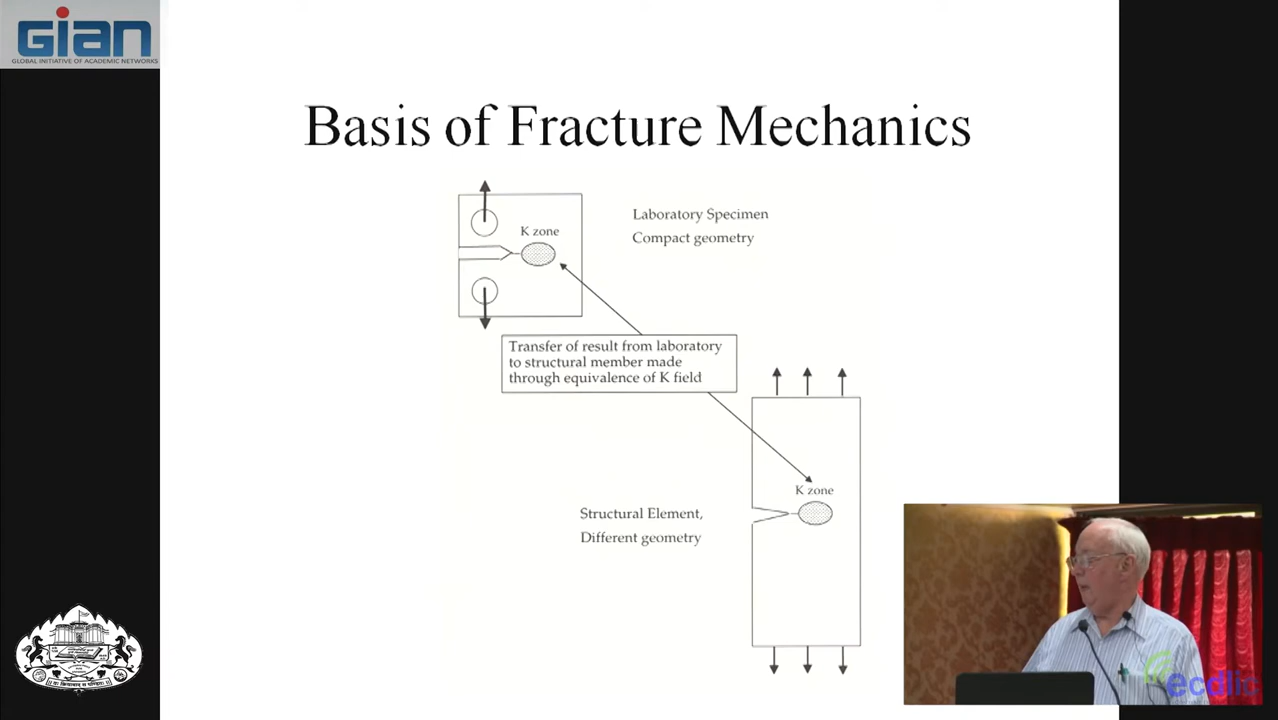 GIAN
GLOBAL INITIATIVE OF ACADEMIC NETWORKS
Basis of Fracture Mechanics
K zone
Laboratory Specimen
Compact geometry
Transfer of result from laboratory
to structural member made
through equivalence of K field
K zone
Structural Element,
Different geometry
ecdlic